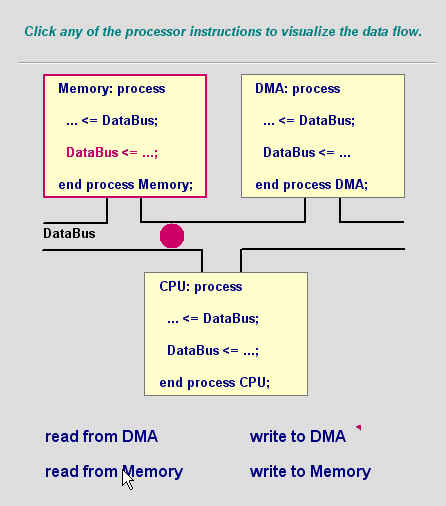 Click any of the processor instructions to visualize the data flow.
Memory: process
... <= DataBus;
DataBus <= ...;
end process Memory;
DMA: process
... <= DataBus;
DataBus <= ...
end process DMA;
DataBus
CPU: process
... <= DataBus;
DataBus <= ...;
end process CPU;
read from DMA
write to DMA
read from Memory
write to Memory